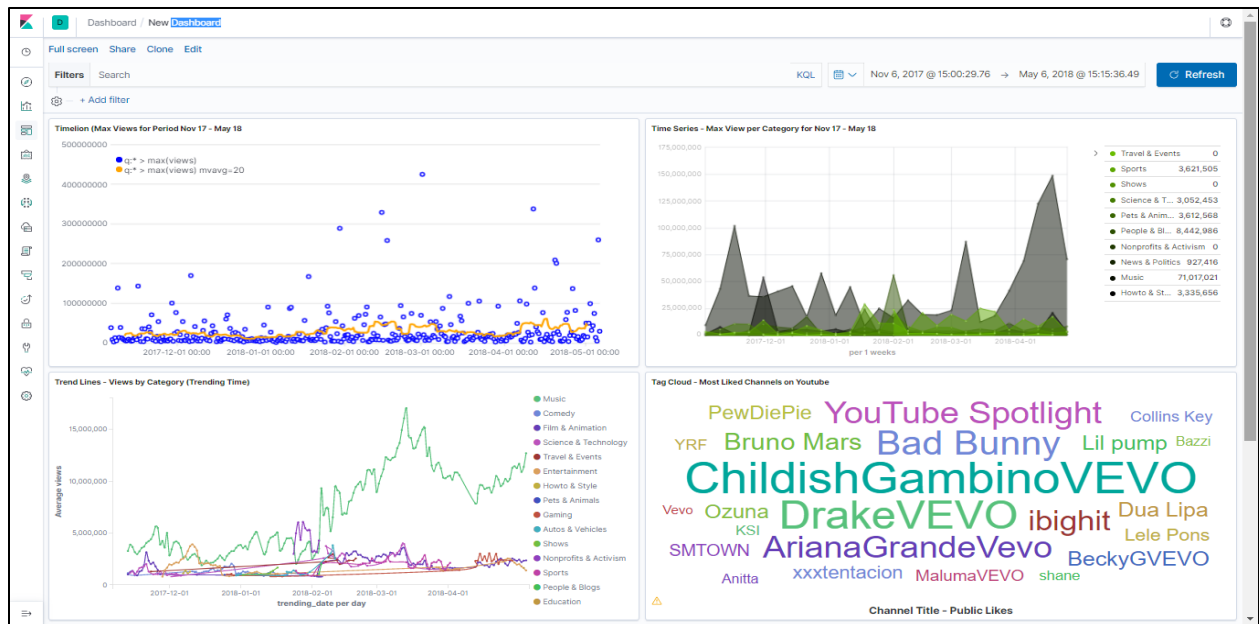 D Dashboard / New Dashboard
Full screen Share Clone Edit
Filters Search KQL Nov 6, 2017 @ 15:00:29.76 → May 6, 2018 @ 15:15:36.49 Refresh
+ Add filter
Timelion (Max Views for Period Nov 17 - May 18
500000000
400000000
300000000
200000000
100000000
0
q:* > max(views)
q:* > max(views) mvavg=20
2017-12-01 00:00 2018-01-01 00:00 2018-02-01 00:00 2018-03-01 00:00 2018-04-01 00:00 2018-05-01 00:00
Time Series - Max View per Category for Nov 17 - May 18
175,000,000
150,000,000
125,000,000
100,000,000
75,000,000
50,000,000
25,000,000
0
2017-12-01 2018-01-01 2018-02-01 2018-03-01 2018-04-01
per 1 weeks
Travel & Events 0
Sports 3,621,505
Shows 0
Science & T... 3,052,453
Pets & Anim... 3,612,568
People & Bl... 8,442,986
Nonprofits & Activism 0
News & Politics 927,416
Music 71,017,021
Howto & St... 3,335,656
Trend Lines - Views by Category (Trending Time)
Average views
15,000,000
10,000,000
5,000,000
0
2017-12-01 2018-01-01 2018-02-01 2018-03-01 2018-04-01
trending_date per day
Music
Comedy
Film & Animation
Science & Technology
Travel & Events
Entertainment
Howto & Style
Pets & Animals
Gaming
Autos & Vehicles
Shows
Nonprofits & Activism
Sports
People & Blogs
Education
Tag Cloud - Most Liked Channels on Youtube
PewDiePie YouTube Spotlight Collins Key
YRF Bruno Mars Bad Bunny Lil pump Bazzi
ChildishGambinoVEVO
Vevo Ozuna DrakeVEVO ibighit Dua Lipa
KSI Lele Pons
SMTOWN ArianaGrandeVevo BeckyGVEVO
Anitta xxxtentacion MalumaVEVO shane
Channel Title - Public Likes